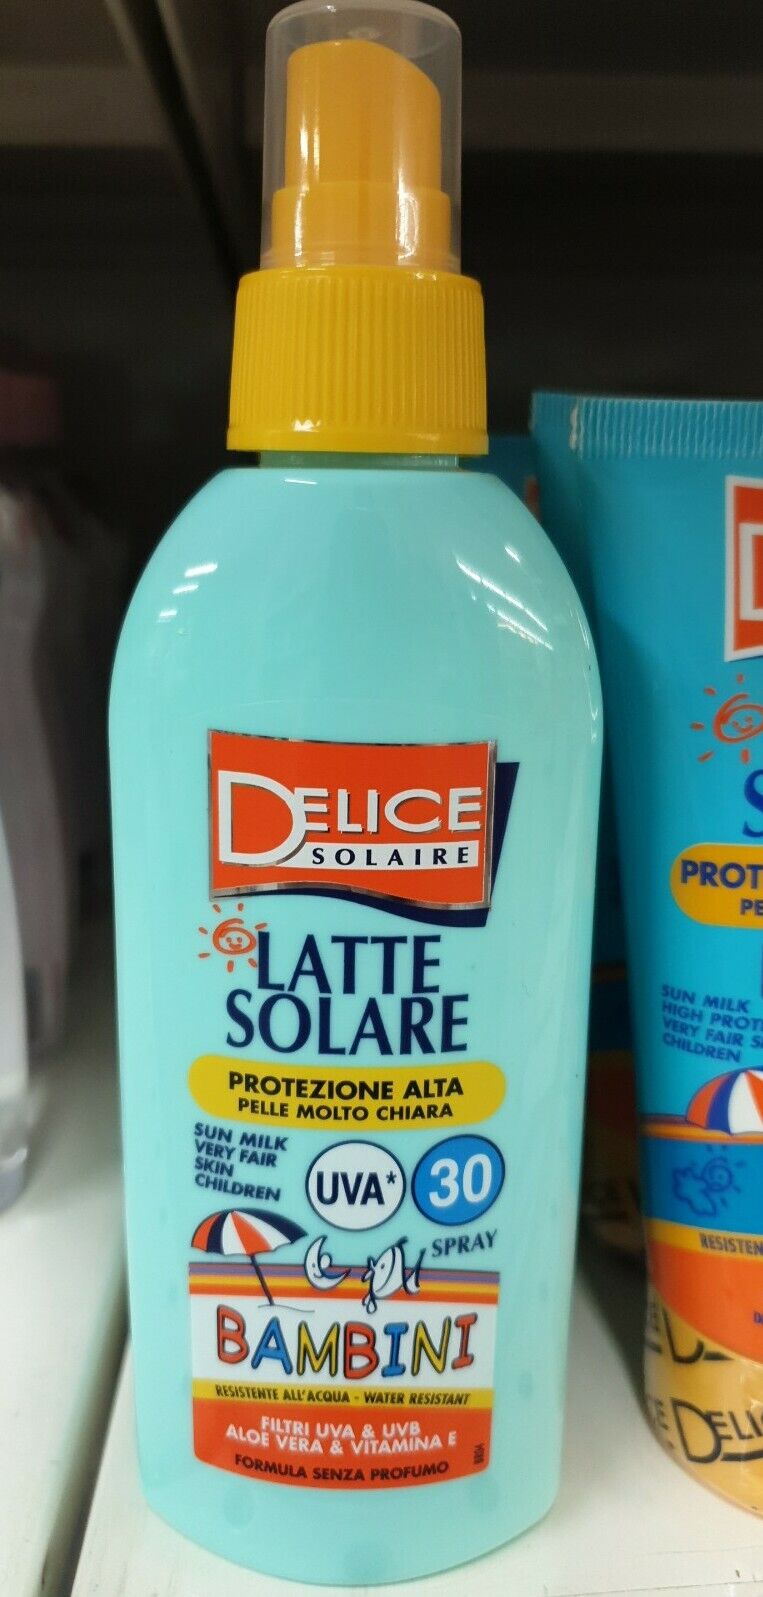 DELICE
SOLAIRE
LATTE
SOLARE
PROTEZIONE ALTA
PELLE MOLTO CHIARA
SUN MILK
VERY FAIR
SKIN
CHILDREN
UVA*
30
SPRAY
BAMBINI
RESISTENTE ALL'ACQUA - WATER RESISTANT
FILTRI UVA & UVB
ALOE VERA & VITAMINA E
FORMULA SENZA PROFUMO
D
S
PROT
PE
SUN MILK
HIGH PROT
VERY FAIR S
CHILDREN
RESISTEN
DELI